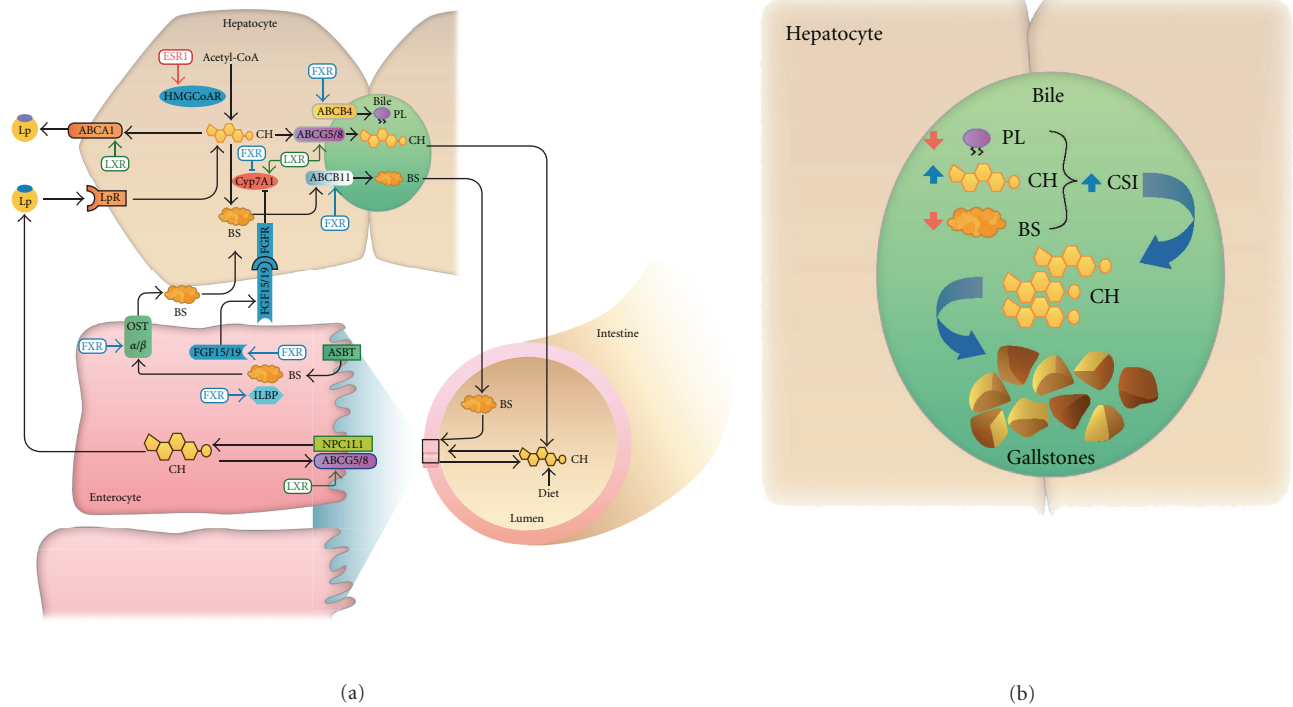 Hepatocyte
ESR1
Acetyl-CoA
HMGCoAR
FXR
Bile
ABCB4
PL
Lp
ABCA1
CH
ABCG5/8
CH
LXR
FXR
LXR
Cyp7A1
ABCB11
BS
Lp
LpR
BS
FXR
FGFR
FGF15/19
BS
OST
α/β
FXR
FGF15/19
FXR
ASBT
BS
FXR
ILBP
NPC1L1
ABCG5/8
CH
LXR
Enterocyte
Intestine
BS
CH
Diet
Lumen
(a)
Hepatocyte
Bile
PL
CH
CSI
BS
CH
Gallstones
(b)